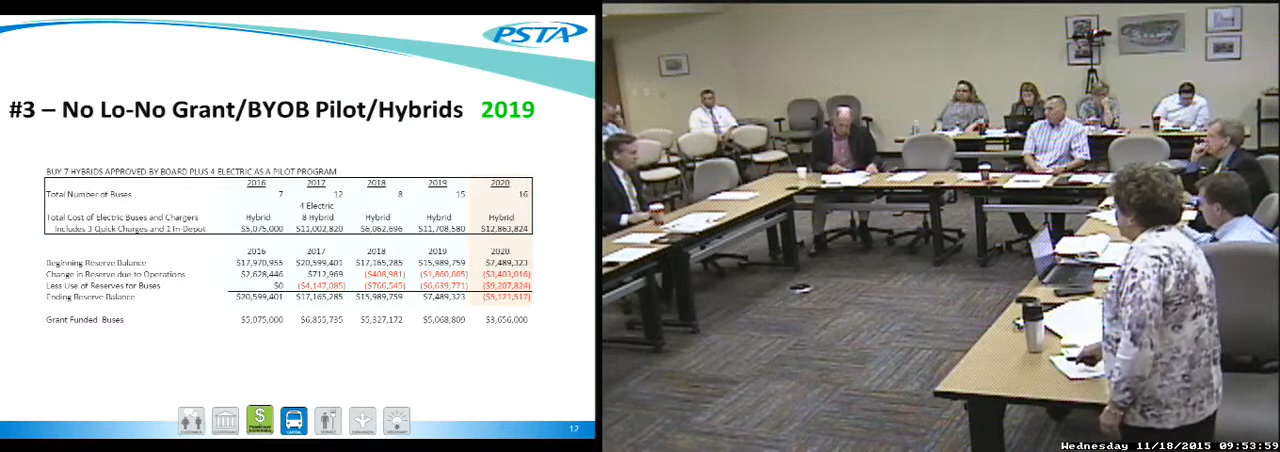 PSTA
#3 – No Lo-No Grant/BYOB Pilot/Hybrids 2019
BUY 7 HYBRIDS APPROVED BY BOARD PLUS 4 ELECTRIC AS A PILOT PROGRAM
2016 2017 2018 2019 2020
Total Number of Buses 7 12 8 15 16
4 Electric
Total Cost of Electric Buses and Chargers Hybrid 8 Hybrid Hybrid Hybrid Hybrid
Includes 3 Quick Charges and 1 In-Depot $5,075,000 $11,002,820 $6,062,696 $11,708,580 $12,863,824
2016 2017 2018 2019 2020
Beginning Reserve Balance $17,970,955 $20,599,401 $17,165,285 $15,989,759 $7,489,323
Change in Reserve due to Operations $2,628,446 $712,969 ($408,981) ($1,860,665) ($3,403,016)
Less Use of Reserves for Buses $0 ($4,147,085) ($766,545) ($6,639,771) ($9,207,824)
Ending Reserve Balance $20,599,401 $17,165,285 $15,989,759 $7,489,323 ($5,121,517)
Grant Funded Buses $5,075,000 $6,855,735 $5,327,172 $5,068,809 $3,656,000
CAPITAL
12
Wednesday 11/18/2015 09:53:59